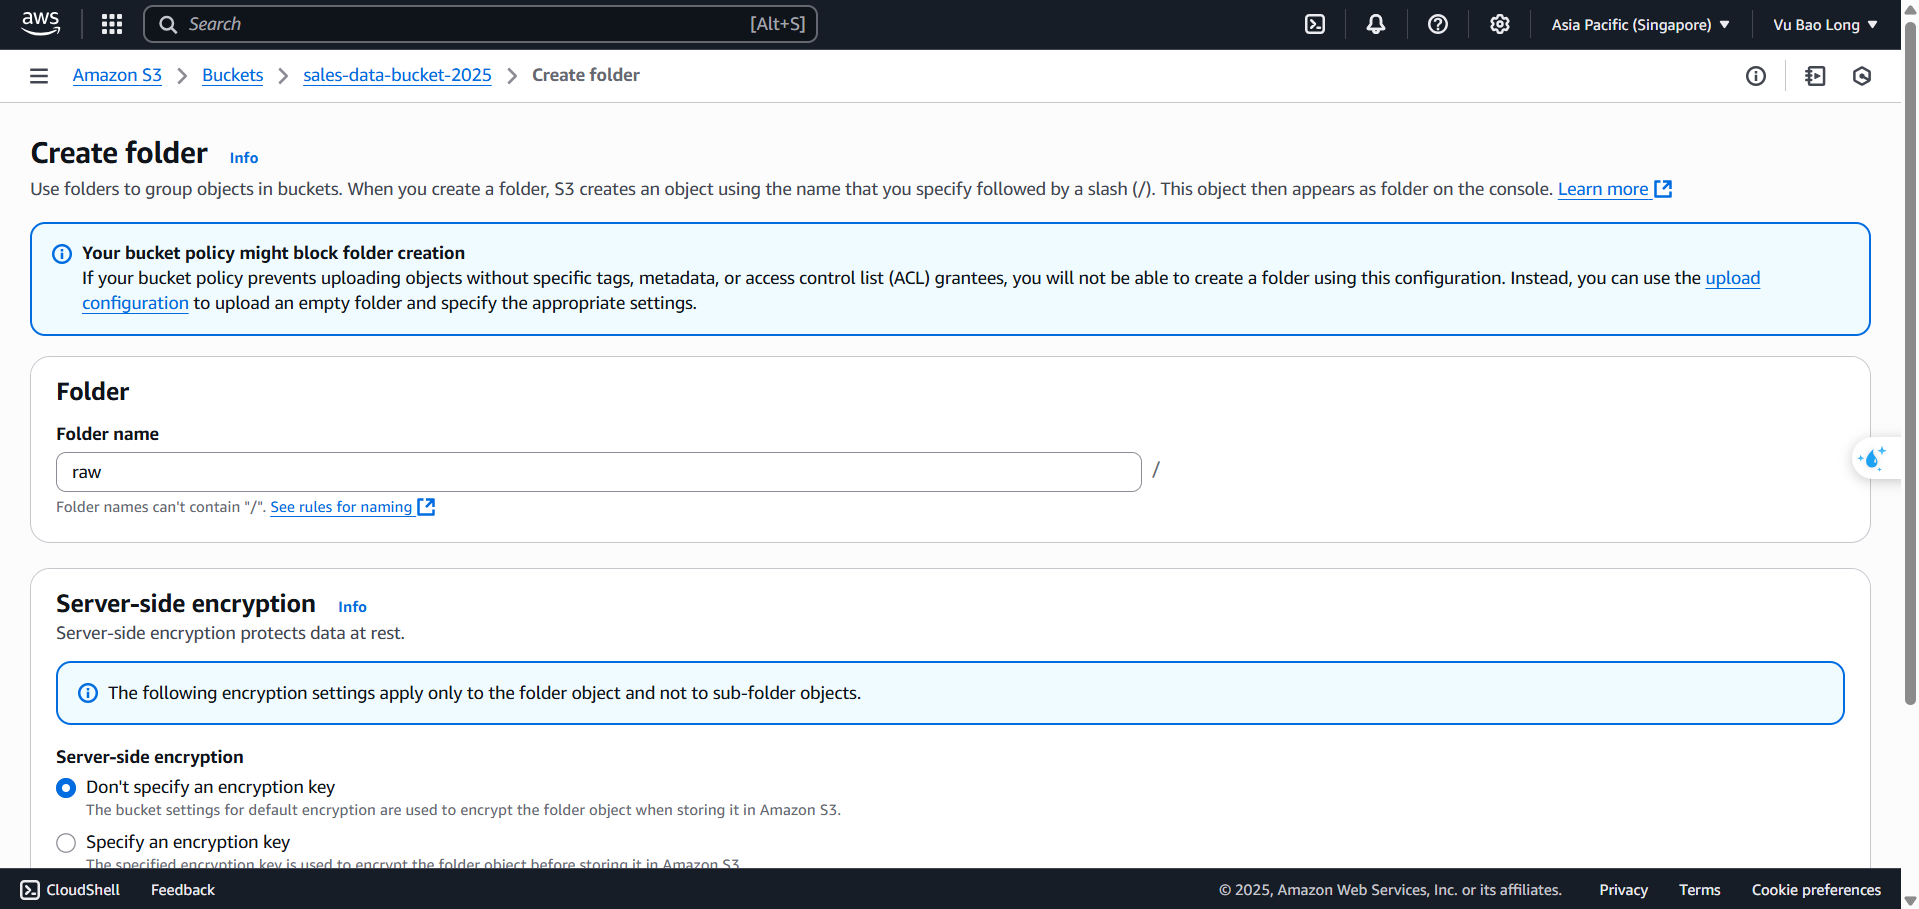 aws
Search [Alt+S]
Asia Pacific (Singapore) Vu Bao Long
Amazon S3 Buckets sales-data-bucket-2025 Create folder
Create folder Info
Use folders to group objects in buckets. When you create a folder, S3 creates an object using the name that you specify followed by a slash (/). This object then appears as folder on the console. Learn more
Your bucket policy might block folder creation
If your bucket policy prevents uploading objects without specific tags, metadata, or access control list (ACL) grantees, you will not be able to create a folder using this configuration. Instead, you can use the upload
configuration to upload an empty folder and specify the appropriate settings.
Folder
Folder name
raw /
Folder names can't contain "/". See rules for naming
Server-side encryption Info
Server-side encryption protects data at rest.
The following encryption settings apply only to the folder object and not to sub-folder objects.
Server-side encryption
Don't specify an encryption key
The bucket settings for default encryption are used to encrypt the folder object when storing it in Amazon S3.
Specify an encryption key
The specified encryption key is used to encrypt the folder object before storing it in Amazon S3.
CloudShell Feedback © 2025, Amazon Web Services, Inc. or its affiliates. Privacy Terms Cookie preferences